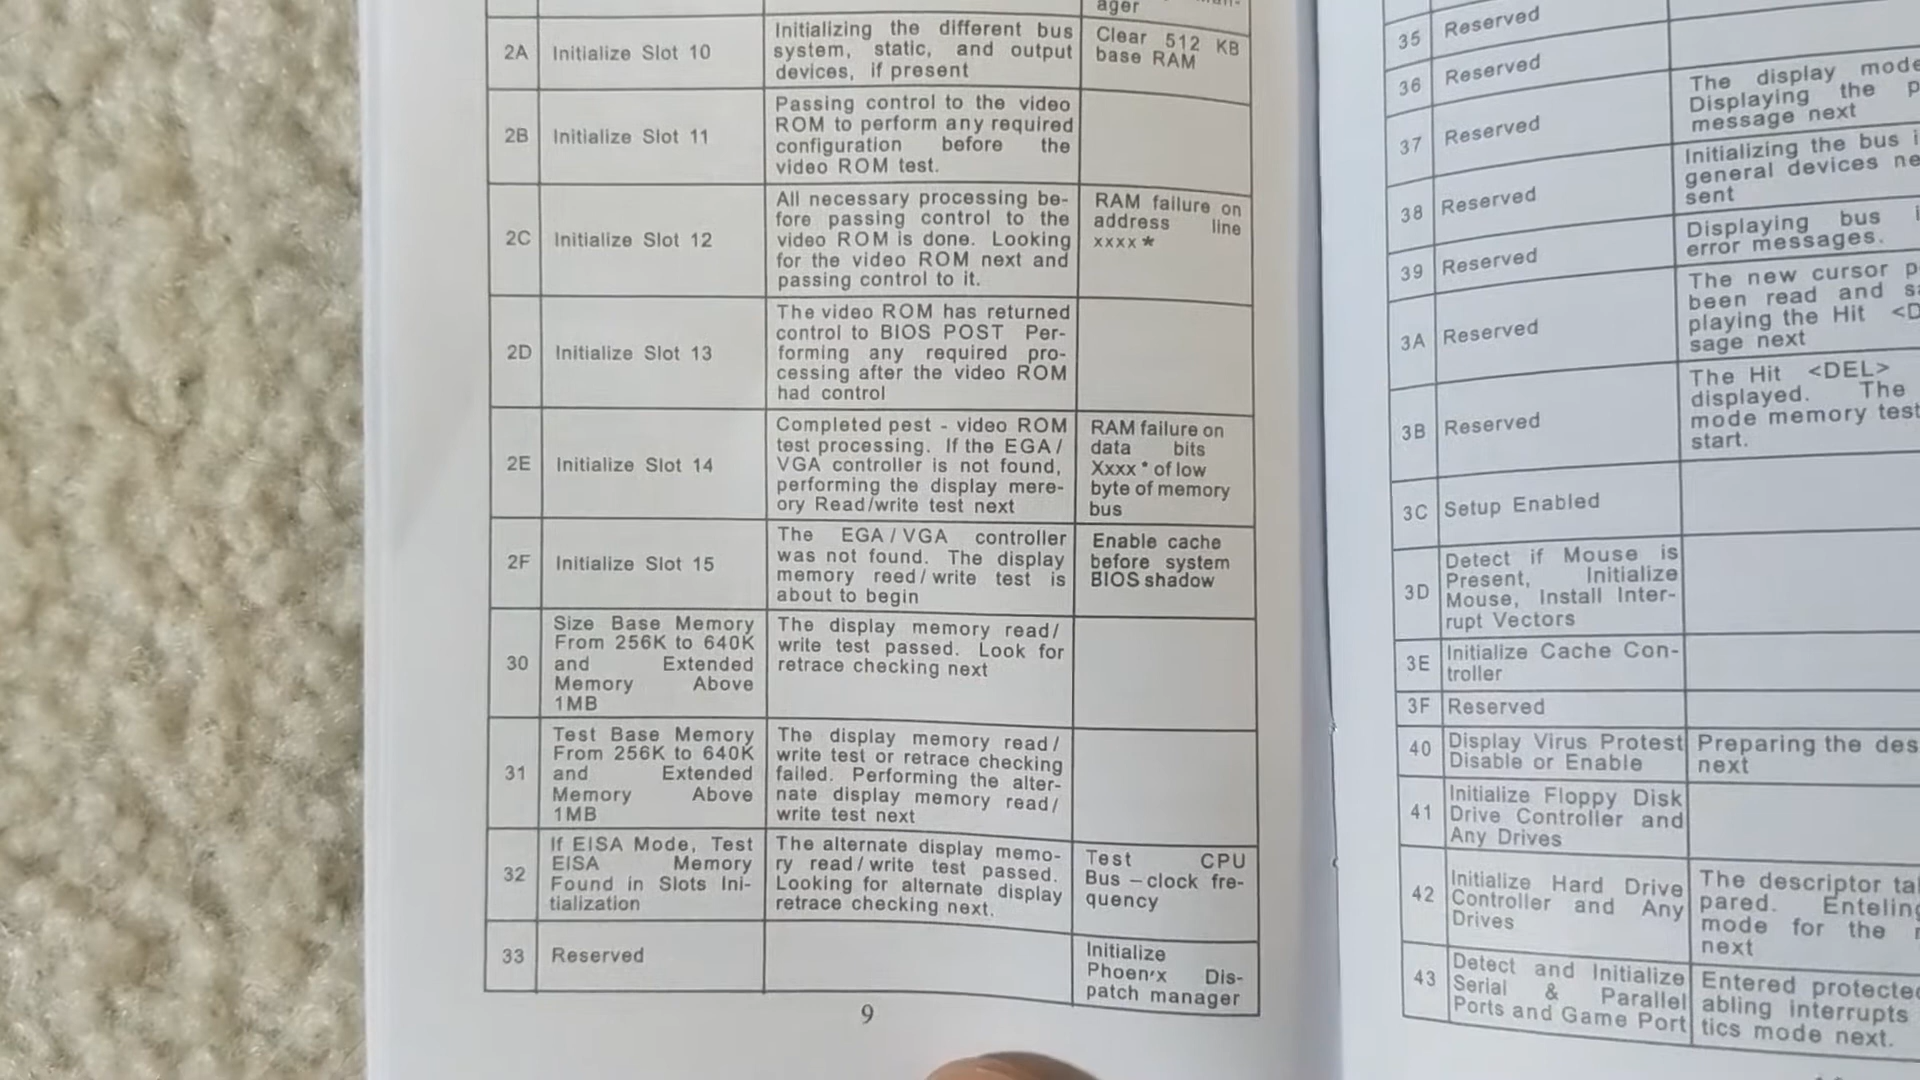 ager
2A
Initialize Slot 10
Initializing the different bus
system, static, and output
devices, if present
Clear 512 KB
base RAM
2B
Initialize Slot 11
Passing control to the video
ROM to perform any required
configuration before the
video ROM test.
2C
Initialize Slot 12
All necessary processing be-
fore passing control to the
video ROM is done. Looking
for the video ROM next and
passing control to it.
RAM failure on
address line
xxxx *
2D
Initialize Slot 13
The video ROM has returned
control to BIOS POST Per-
forming any required pro-
cessing after the video ROM
had control
2E
Initialize Slot 14
Completed pest - video ROM
test processing. If the EGA/
VGA controller is not found,
performing the display mere-
ory Read/write test next
RAM failure on
data bits
Xxxx * of low
byte of memory
bus
2F
Initialize Slot 15
The EGA/VGA controller
was not found. The display
memory reed/write test is
about to begin
Enable cache
before system
BIOS shadow
30
Size Base Memory
From 256K to 640K
and Extended
Memory Above
1MB
The display memory read/
write test passed. Look for
retrace checking next
31
Test Base Memory
From 256K to 640K
and Extended
Memory Above
1MB
The display memory read/
write test or retrace checking
failed. Performing the alter-
nate display memory read/
write test next
32
If EISA Mode, Test
EISA Memory
Found in Slots Ini-
tialization
The alternate display memo-
ry read/write test passed.
Looking for alternate display
retrace checking next.
Test CPU
Bus – clock fre-
quency
33
Reserved
Initialize
Phoen'x Dis-
patch manager
9
35
Reserved
36
Reserved
37
Reserved
The display mode
Displaying the p
message next
38
Reserved
Initializing the bus i
general devices ne
sent
39
Reserved
Displaying bus i
error messages.
3A
Reserved
The new cursor p
been read and sa
playing the Hit <D
sage next
3B
Reserved
The Hit <DEL>
displayed. The
mode memory test
start.
3C
Setup Enabled
3D
Detect if Mouse is
Present, Initialize
Mouse, Install Inter-
rupt Vectors
3E
Initialize Cache Con-
troller
3F
Reserved
40
Display Virus Protest
Disable or Enable
Preparing the des
next
41
Initialize Floppy Disk
Drive Controller and
Any Drives
42
Initialize Hard Drive
Controller and Any
Drives
The descriptor ta
pared. Enteling
mode for the
next
43
Detect and Initialize
Serial & Parallel
Ports and Game Port
Entered protected
abling interrupts
tics mode next.